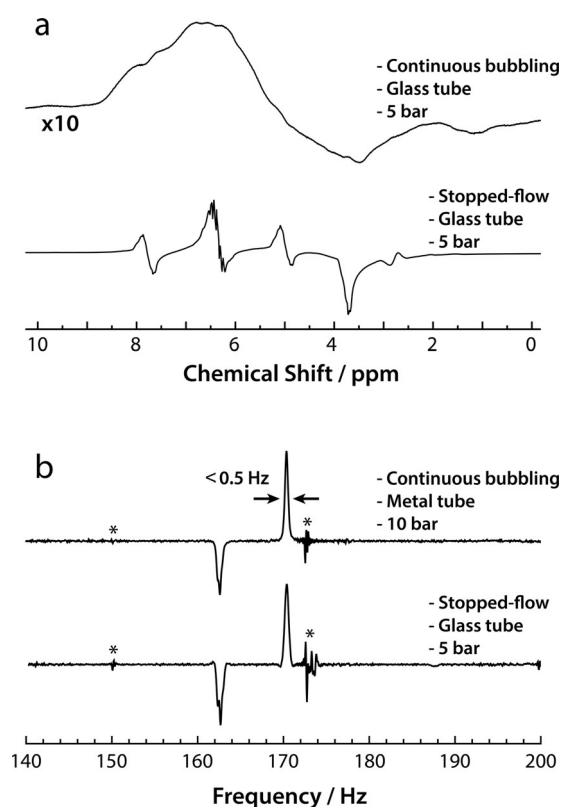 a
- Continuous bubbling
- Glass tube
- 5 bar
x10
- Stopped-flow
- Glass tube
- 5 bar
10 8 6 4 2 0
Chemical Shift / ppm
b
< 0.5 Hz
- Continuous bubbling
- Metal tube
- 10 bar
* *
- Stopped-flow
- Glass tube
- 5 bar
* *
140 150 160 170 180 190 200
Frequency / Hz